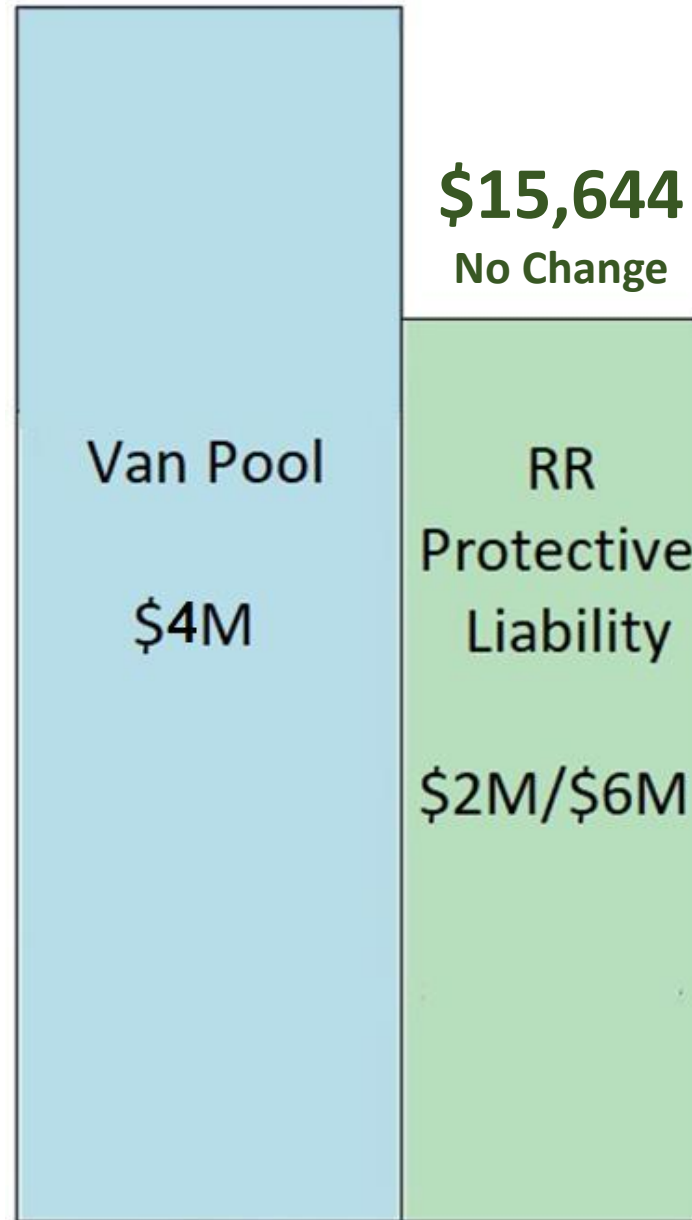 Van Pool
$4M
$15,644
No Change
RR
Protective
Liability
$2M/$6M